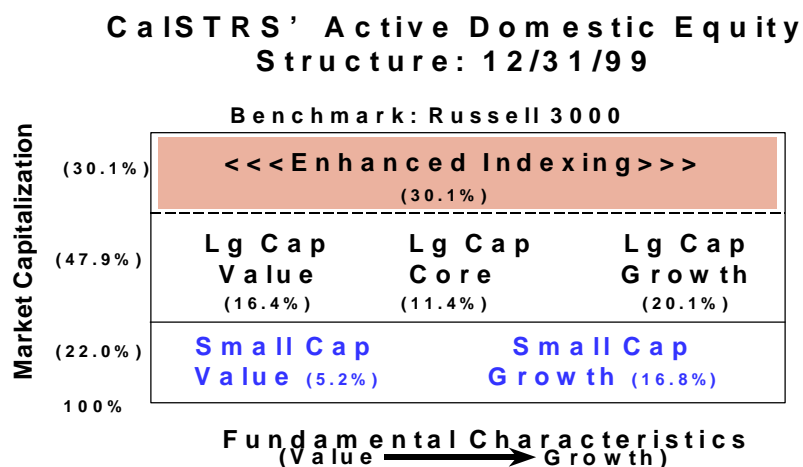 CalSTRS' Active Domestic Equity
Structure: 12/31/99
Benchmark: Russell 3000
Market Capitalization
(30.1%)
<<<Enhanced Indexing>>>
(30.1%)
(47.9%)
Lg Cap Lg Cap Lg Cap
Value Core Growth
(16.4%) (11.4%) (20.1%)
(22.0%)
Small Cap Small Cap
Value (5.2%) Growth (16.8%)
100%
Fundamental Characteristics
(Value Growth)